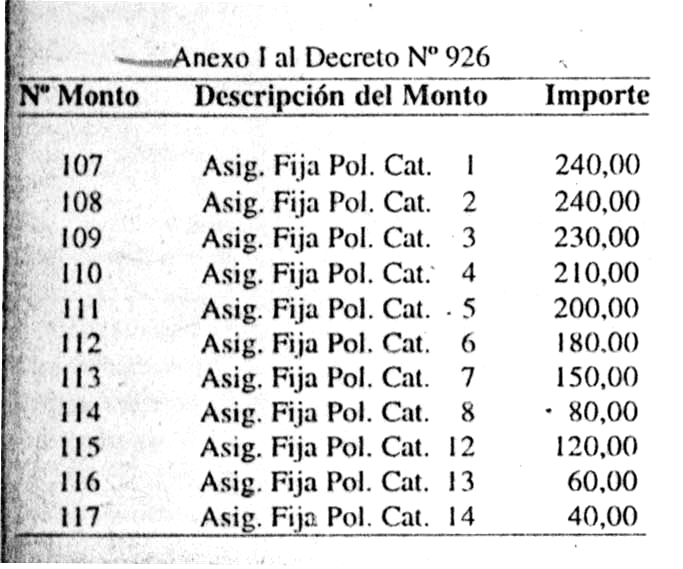 Anexo I al Decreto Nº 926
Nº Monto Descripción del Monto Importe
107 Asig. Fija Pol. Cat. 1 240,00
108 Asig. Fija Pol. Cat. 2 240,00
109 Asig. Fija Pol. Cat. 3 230,00
110 Asig. Fija Pol. Cat. 4 210,00
111 Asig. Fija Pol. Cat. 5 200,00
112 Asig. Fija Pol. Cat. 6 180,00
113 Asig. Fija Pol. Cat. 7 150,00
114 Asig. Fija Pol. Cat. 8 80,00
115 Asig. Fija Pol. Cat. 12 120,00
116 Asig. Fija Pol. Cat. 13 60,00
117 Asig. Fija Pol. Cat. 14 40,00